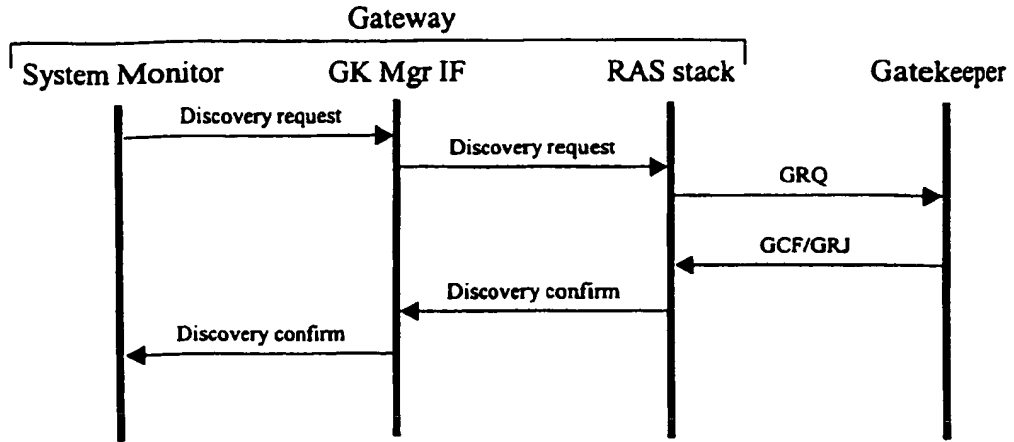 Gateway
System Monitor
GK Mgr IF
RAS stack
Gatekeeper
Discovery request
Discovery request
GRQ
GCF/GRJ
Discovery confirm
Discovery confirm